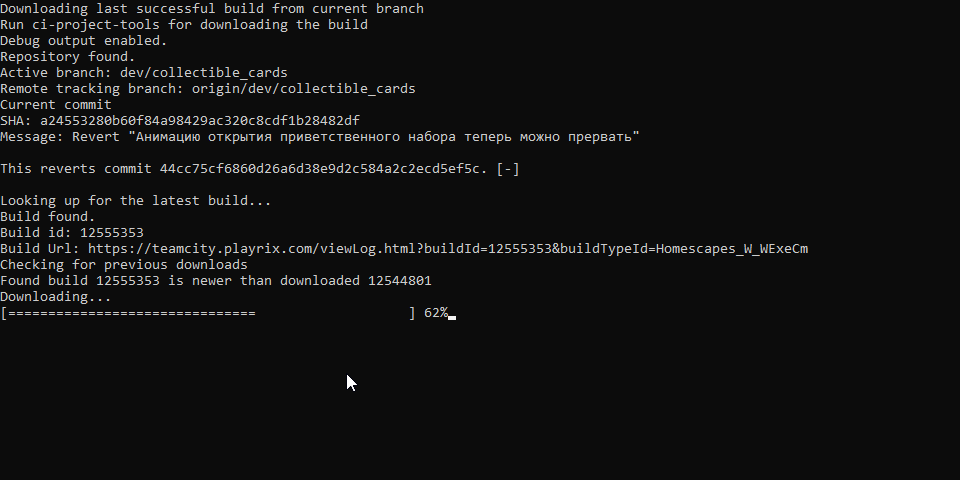 Downloading last successful build from current branch
Run ci-project-tools for downloading the build
Debug output enabled.
Repository found.
Active branch: dev/collectible_cards
Remote tracking branch: origin/dev/collectible_cards
Current commit
SHA: a24553280b60f84a98429ac320c8cdf1b28482df
Message: Revert "Анимацию открытия приветственного набора теперь можно прервать"
This reverts commit 44cc75cf6860d26a6d38e9d2c584a2c2ecd5ef5c. [-]
Looking up for the latest build...
Build found.
Build id: 12555353
Build Url: https://teamcity.playrix.com/viewLog.html?buildId=12555353&buildTypeId=Homescapes_W_WExeCm
Checking for previous downloads
Found build 12555353 is newer than downloaded 12544801
Downloading...
[===============================                   ] 62%